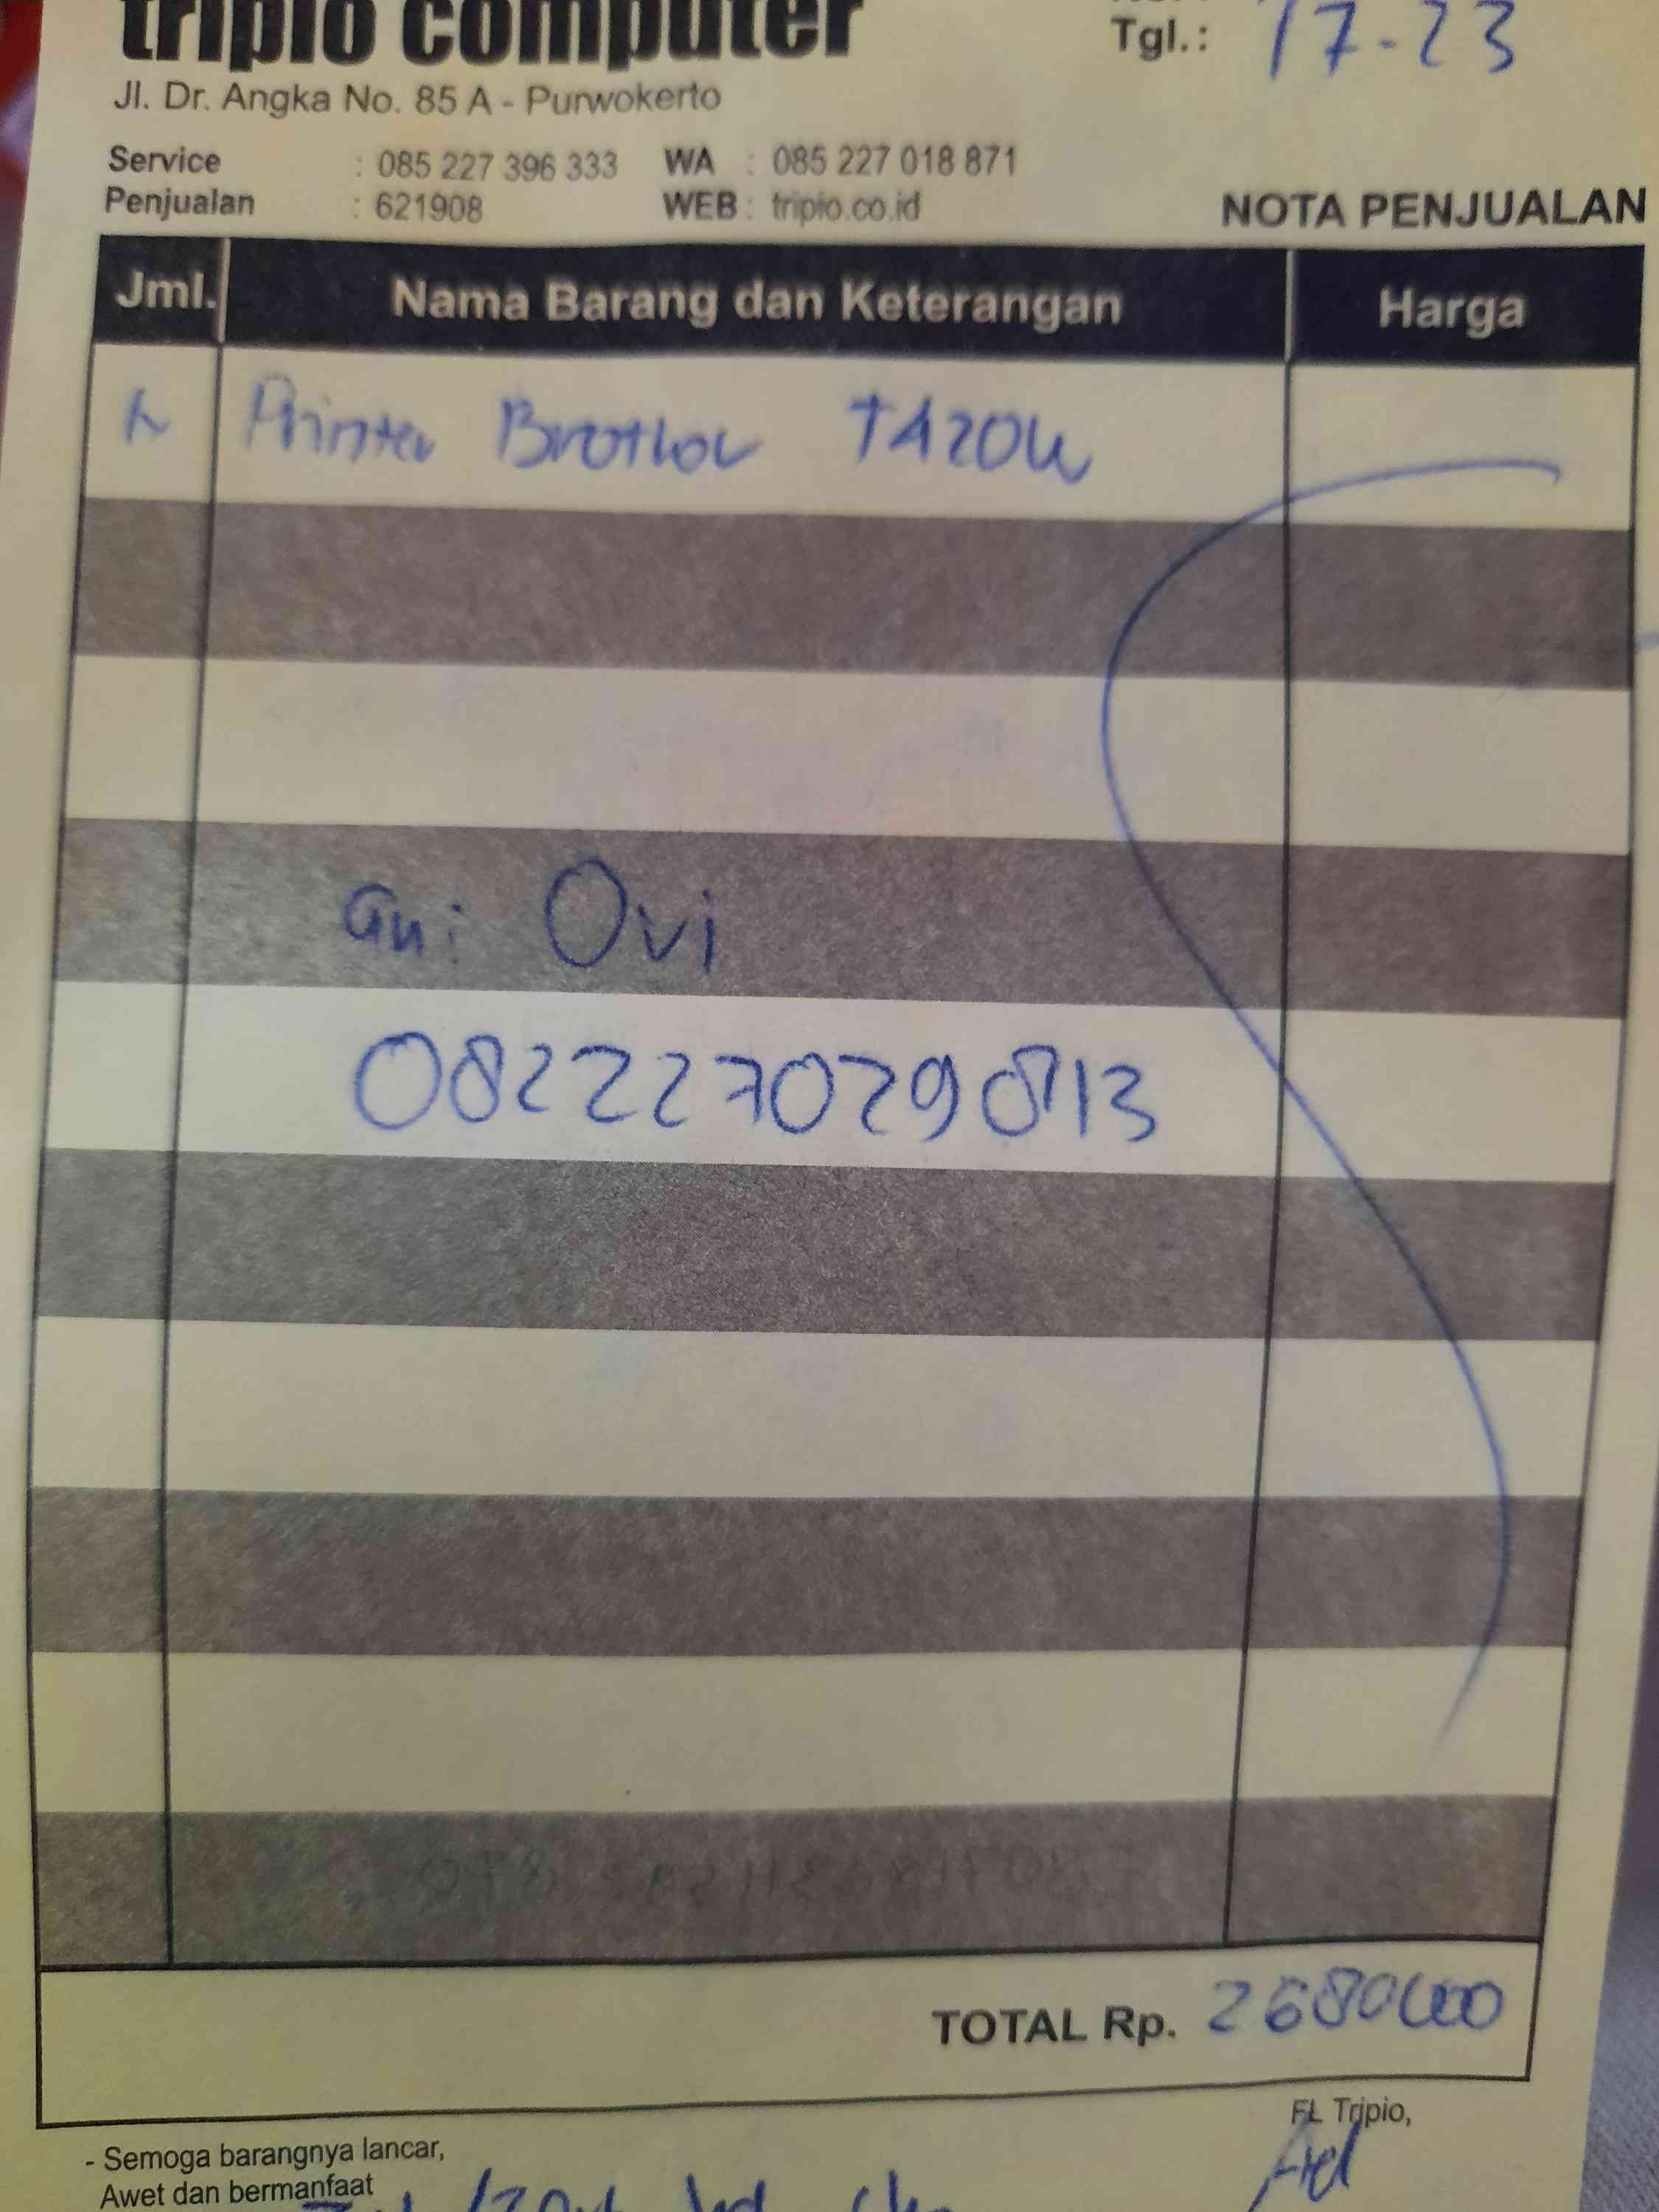 tripio computer
Tgl.: 17-23
Jl. Dr. Angka No. 85 A - Purwokerto
Service : 085 227 396 333 WA : 085 227 018 871
Penjualan : 621908 WEB : tripio.co.id
NOTA PENJUALAN
Jml. Nama Barang dan Keterangan Harga
Printer Brother T420W
an: Ovi
082227029813
TOTAL Rp. 2680000
FL Tripio,
- Semoga barangnya lancar,
Awet dan bermanfaat